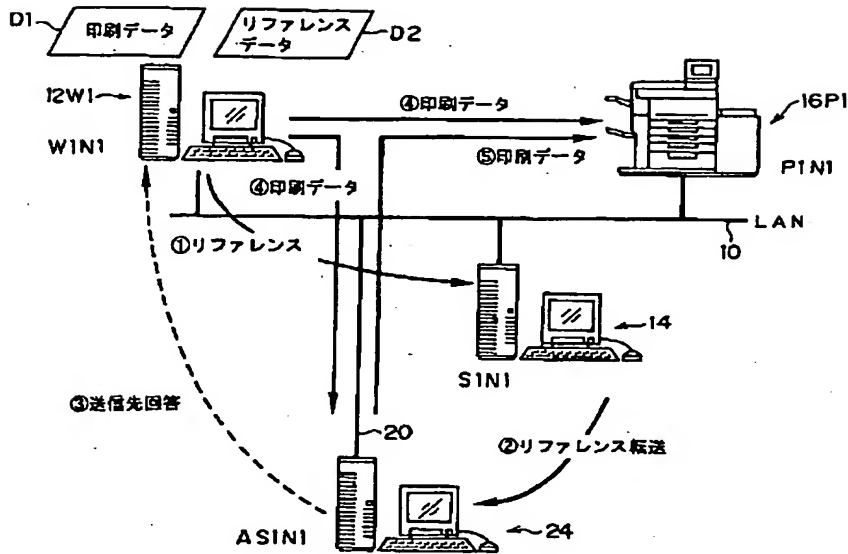 D1
印刷データ
リファレンス
データ
D2
12W1
W1N1
④印刷データ
16P1
⑤印刷データ
P1N1
④印刷データ
LAN
10
①リファレンス
14
S1N1
③送信先回答
20
②リファレンス転送
AS1N1
24